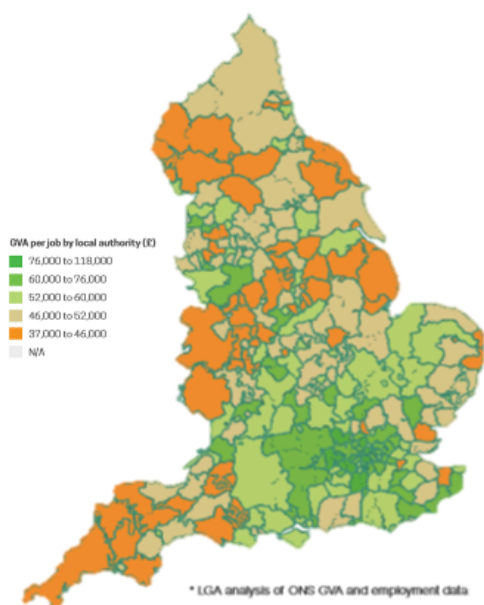 GVA per job by local authority (£)
76,000 to 118,000
60,000 to 76,000
52,000 to 60,000
46,000 to 52,000
37,000 to 46,000
N/A
* LGA analysis of ONS GVA and employment data